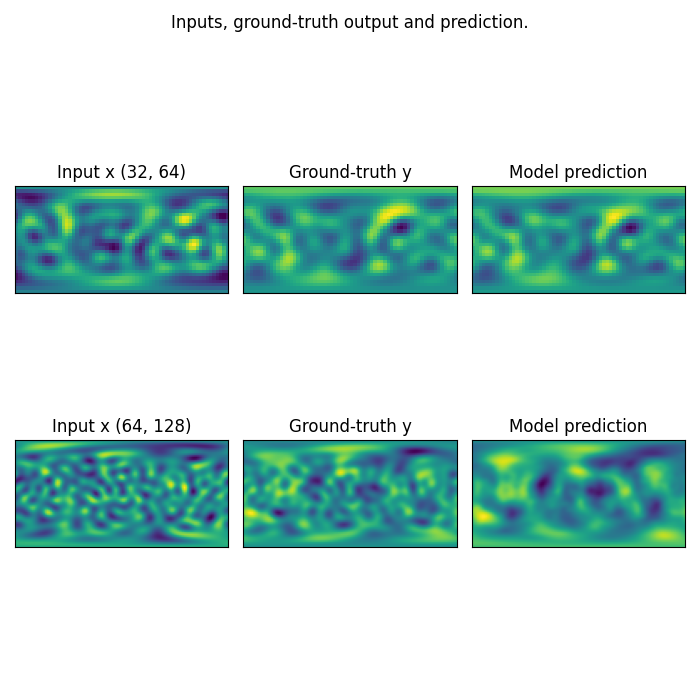 Inputs, ground-truth output and prediction.
Input x (32, 64)
Ground-truth y
Model prediction
Input x (64, 128)
Ground-truth y
Model prediction